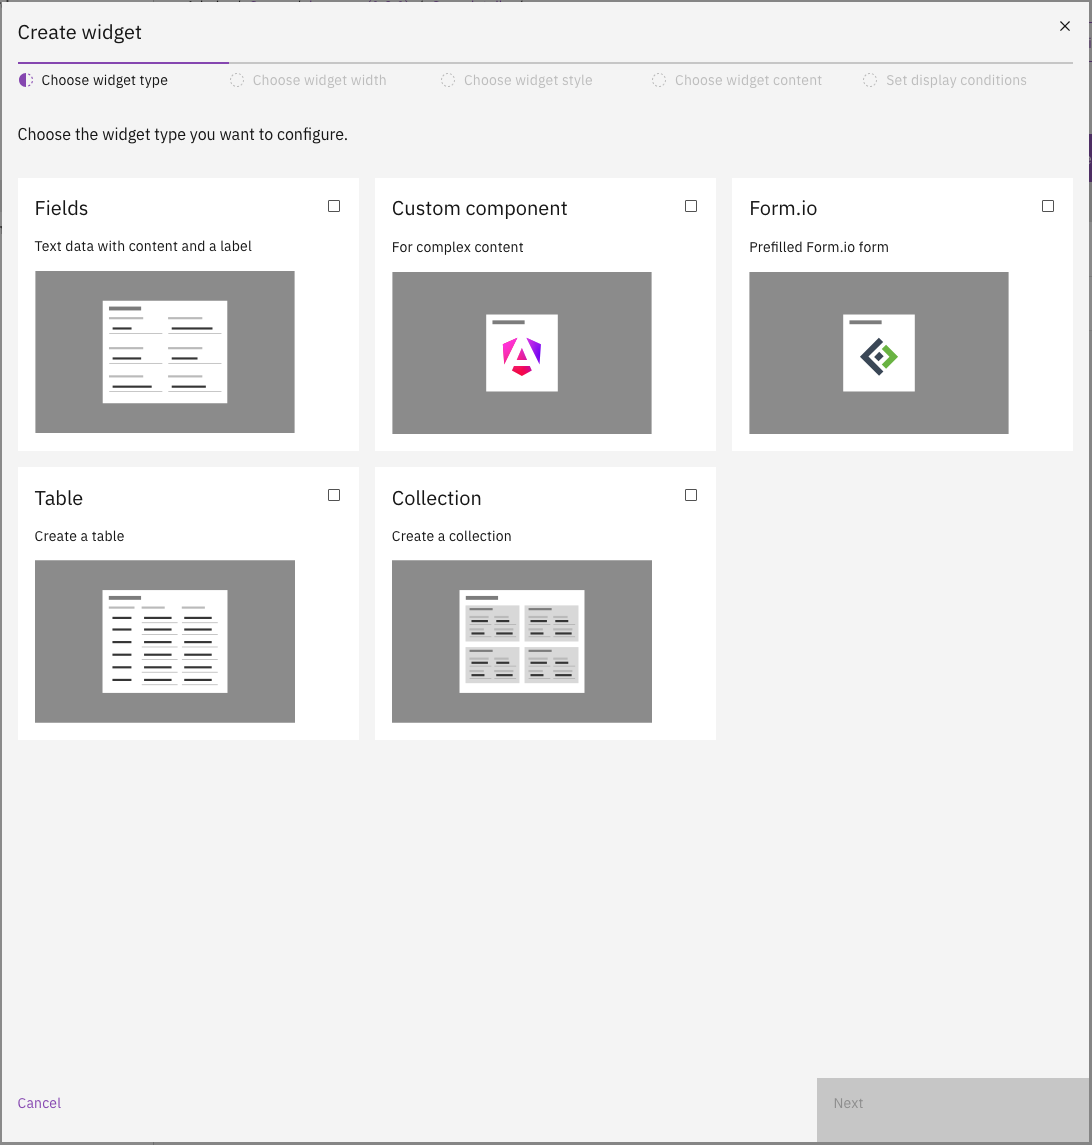 Create widget
Choose widget type
Choose widget width
Choose widget style
Choose widget content
Set display conditions
Choose the widget type you want to configure.
Fields
Text data with content and a label
Custom component
For complex content
Form.io
Prefilled Form.io form
Table
Create a table
Collection
Create a collection
Cancel
Next